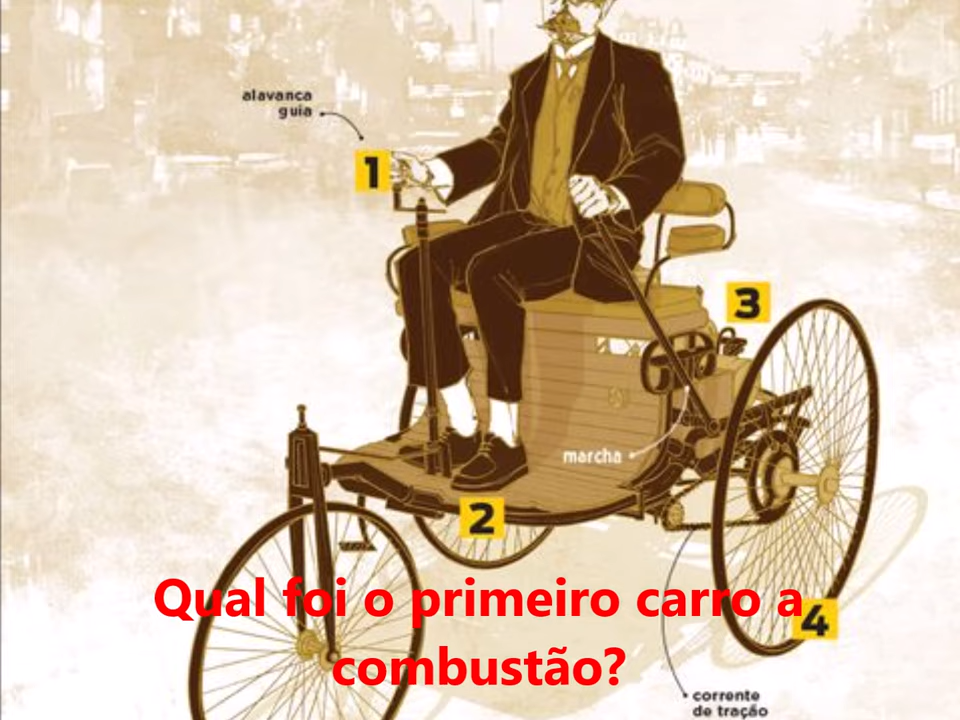 alavanca
guia
1
3
marcha
2
Qual foi o primeiro carro a
combustão?
4
corrente
de tração